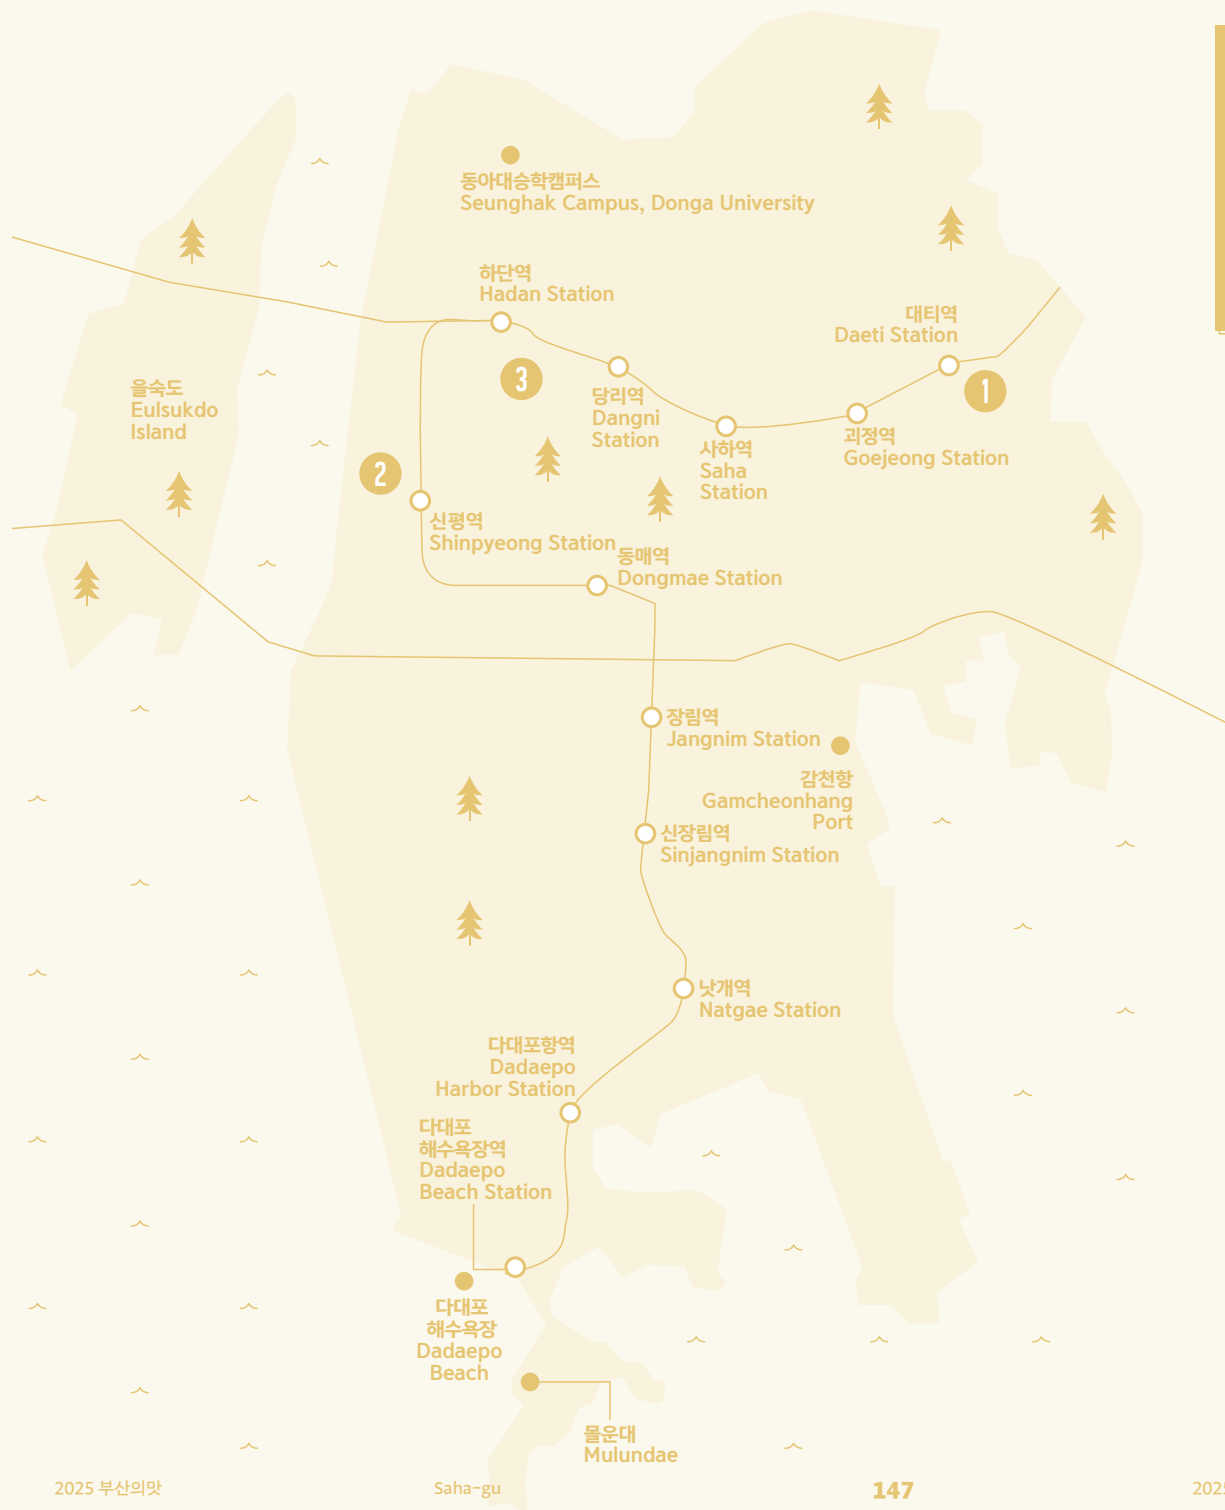 동아대승학캠퍼스
Seunghak Campus, Donga University
하단역
Hadan Station
대티역
Daeti Station
1
3
을숙도
Eulsukdo
Island
당리역
Dangni
Station
사하역
Saha
Station
괴정역
Goejeong Station
2
신평역
Shinpyeong Station
동매역
Dongmae Station
장림역
Jangnim Station
감천항
Gamcheonhang
Port
신장림역
Sinjangnim Station
낫개역
Natgae Station
다대포항역
Dadaepo
Harbor Station
다대포
해수욕장역
Dadaepo
Beach Station
다대포
해수욕장
Dadaepo
Beach
몰운대
Mulundae
2025 부산의맛
Saha-gu
147